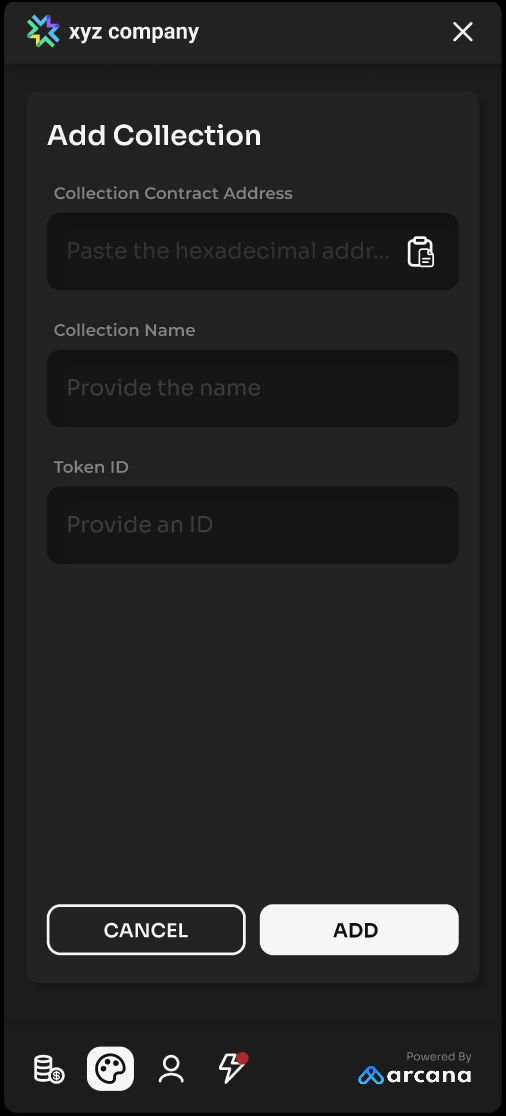 xyz company
Add Collection
Collection Contract Address
Paste the hexadecimal addr...
Collection Name
Provide the name
Token ID
Provide an ID
CANCEL
ADD
Powered By
arcana